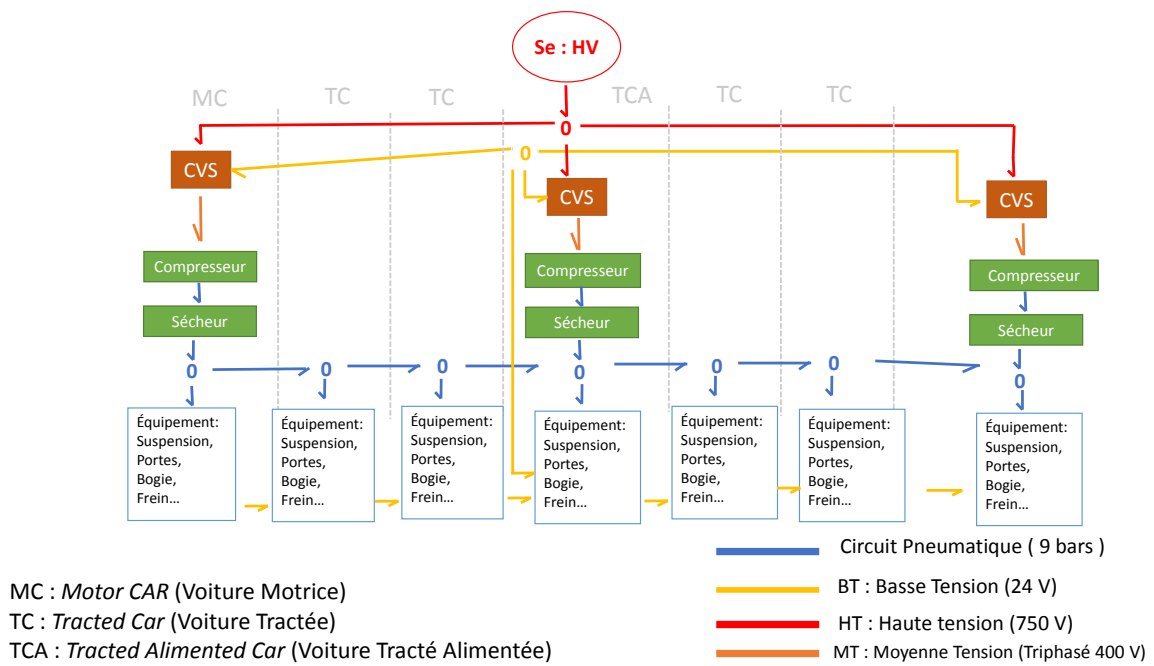 Se : HV
MC
TC
TC
TCA
TC
TC
0
0
CVS
CVS
CVS
Compresseur
Compresseur
Compresseur
Sécheur
Sécheur
Sécheur
0
0
0
0
0
0
0
Équipement:
Suspension,
Portes,
Bogie,
Frein...
Équipement:
Suspension,
Portes,
Bogie,
Frein...
Équipement:
Suspension,
Portes,
Bogie,
Frein...
Équipement:
Suspension,
Portes,
Bogie,
Frein...
Équipement:
Suspension,
Portes,
Bogie,
Frein...
Équipement:
Suspension,
Portes,
Bogie,
Frein...
Équipement:
Suspension,
Portes,
Bogie,
Frein...
MC : Motor CAR (Voiture Motrice)
TC : Tracted Car (Voiture Tractée)
TCA : Tracted Alimented Car (Voiture Tracté Alimentée)
Circuit Pneumatique ( 9 bars )
BT : Basse Tension (24 V)
HT : Haute tension (750 V)
MT : Moyenne Tension (Triphasé 400 V)